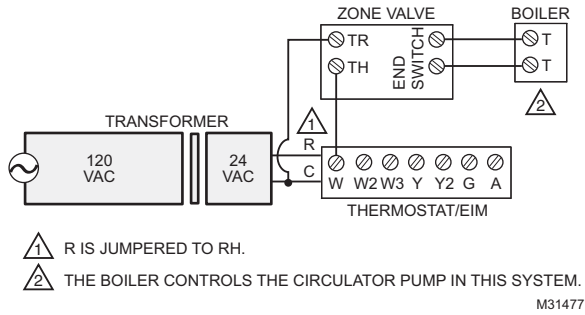 ZONE VALVE
BOILER
TR
TH
END
SWITCH
T
T
2
TRANSFORMER
1
R
C
120
VAC
24
VAC
W W2 W3 Y Y2 G A
THERMOSTAT/EIM
1 R IS JUMPERED TO RH.
2 THE BOILER CONTROLS THE CIRCULATOR PUMP IN THIS SYSTEM.
M31477